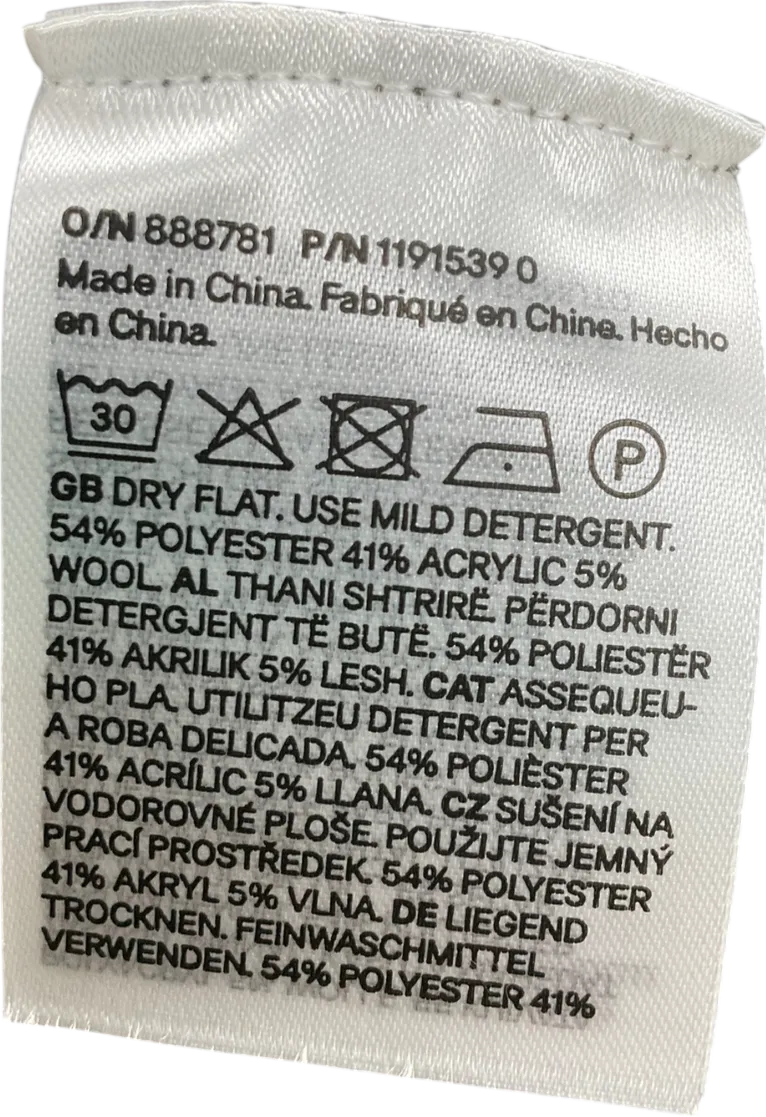 O/N 888781 P/N 1191539 0
Made in China. Fabriqué en China. Hecho
en China.
30
P
GB DRY FLAT. USE MILD DETERGENT.
54% POLYESTER 41% ACRYLIC 5%
WOOL. AL THANI SHTRIRË. PËRDORNI
DETERGJENT TË BUTË. 54% POLIESTËR
41% AKRILIK 5% LESH. CAT ASSEQUEU-
HO PLA. UTILITZEU DETERGENT PER
A ROBA DELICADA. 54% POLIÈSTER
41% ACRÍLIC 5% LLANA. CZ SUŠENÍ NA
VODOROVNÉ PLOŠE. POUŽIJTE JEMNÝ
PRACÍ PROSTŘEDEK. 54% POLYESTER
41% AKRYL 5% VLNA. DE LIEGEND
TROCKNEN. FEINWASCHMITTEL
VERWENDEN. 54% POLYESTER 41%